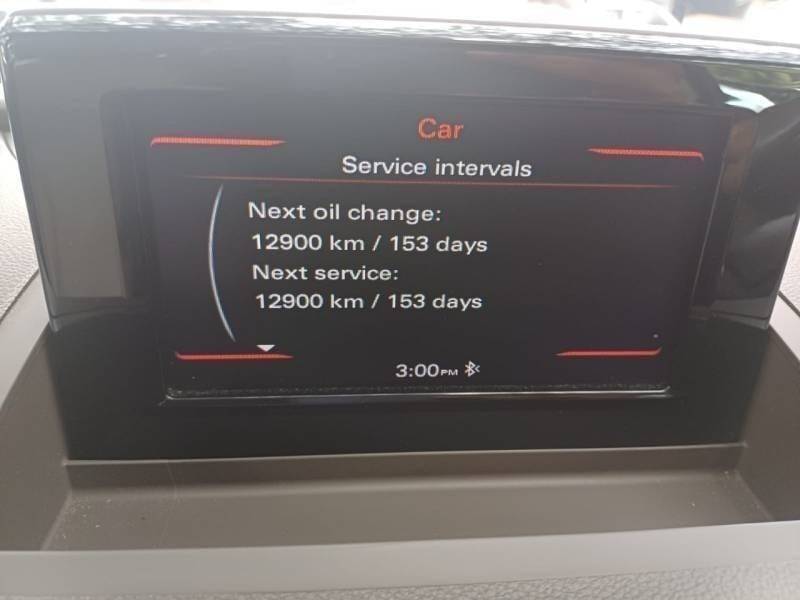 Car
Service intervals
Next oil change:
12900 km / 153 days
Next service:
12900 km / 153 days
3:00PM